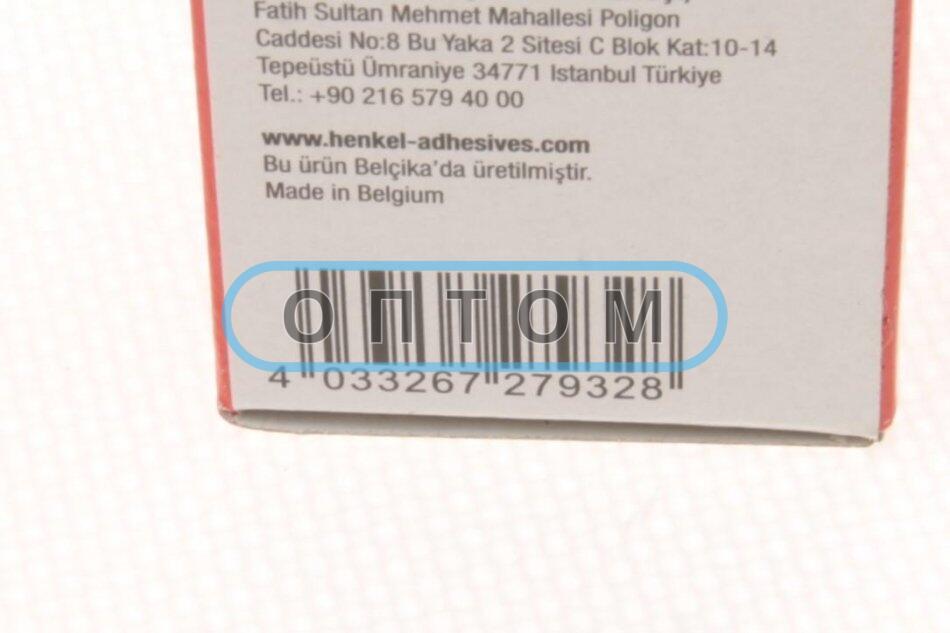 Fatih Sultan Mehmet Mahallesi Poligon
Caddesi No:8 Bu Yaka 2 Sitesi C Blok Kat:10-14
Tepeüstü Ümraniye 34771 Istanbul Türkiye
Tel.: +90 216 579 40 00
www.henkel-adhesives.com
Bu ürün Belçika'da üretilmiştir.
Made in Belgium
ОПТОМ
4 033267 279328